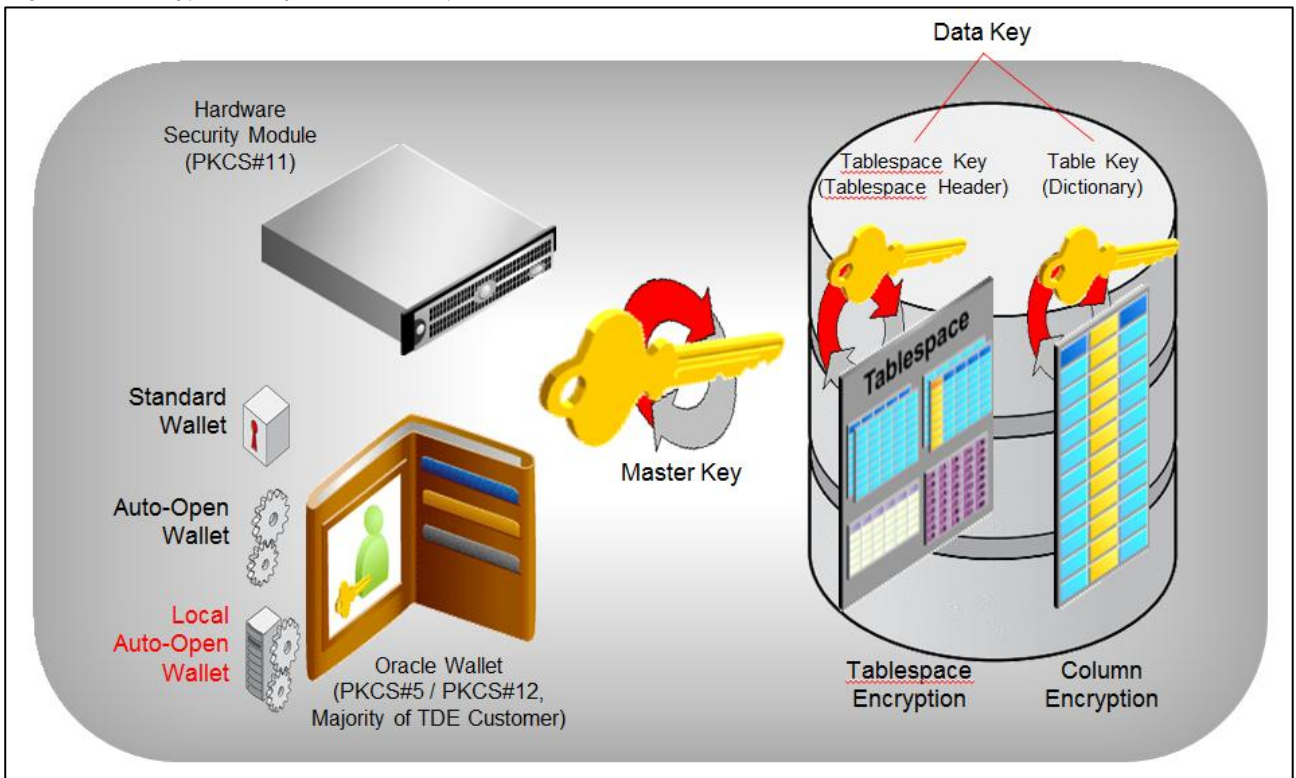 Data Key
Hardware
Security Module
(PKCS#11)
Tablespace Key
(Tablespace Header)
Table Key
(Dictionary)
Tablespace
Standard
Wallet
Master Key
Auto-Open
Wallet
Local
Auto-Open
Wallet
Oracle Wallet
(PKCS#5 / PKCS#12,
Majority of TDE Customer)
Tablespace
Encryption
Column
Encryption